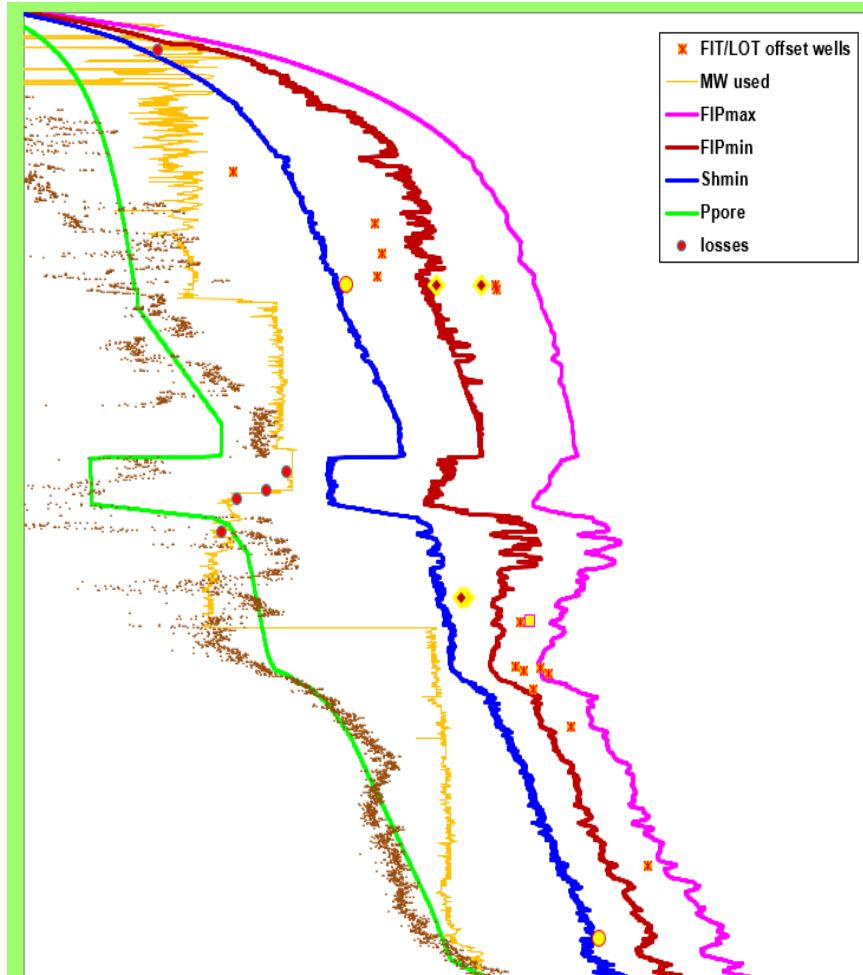 FIT/LOT offset wells
MW used
FIPmax
FIPmin
Shmin
Ppore
losses